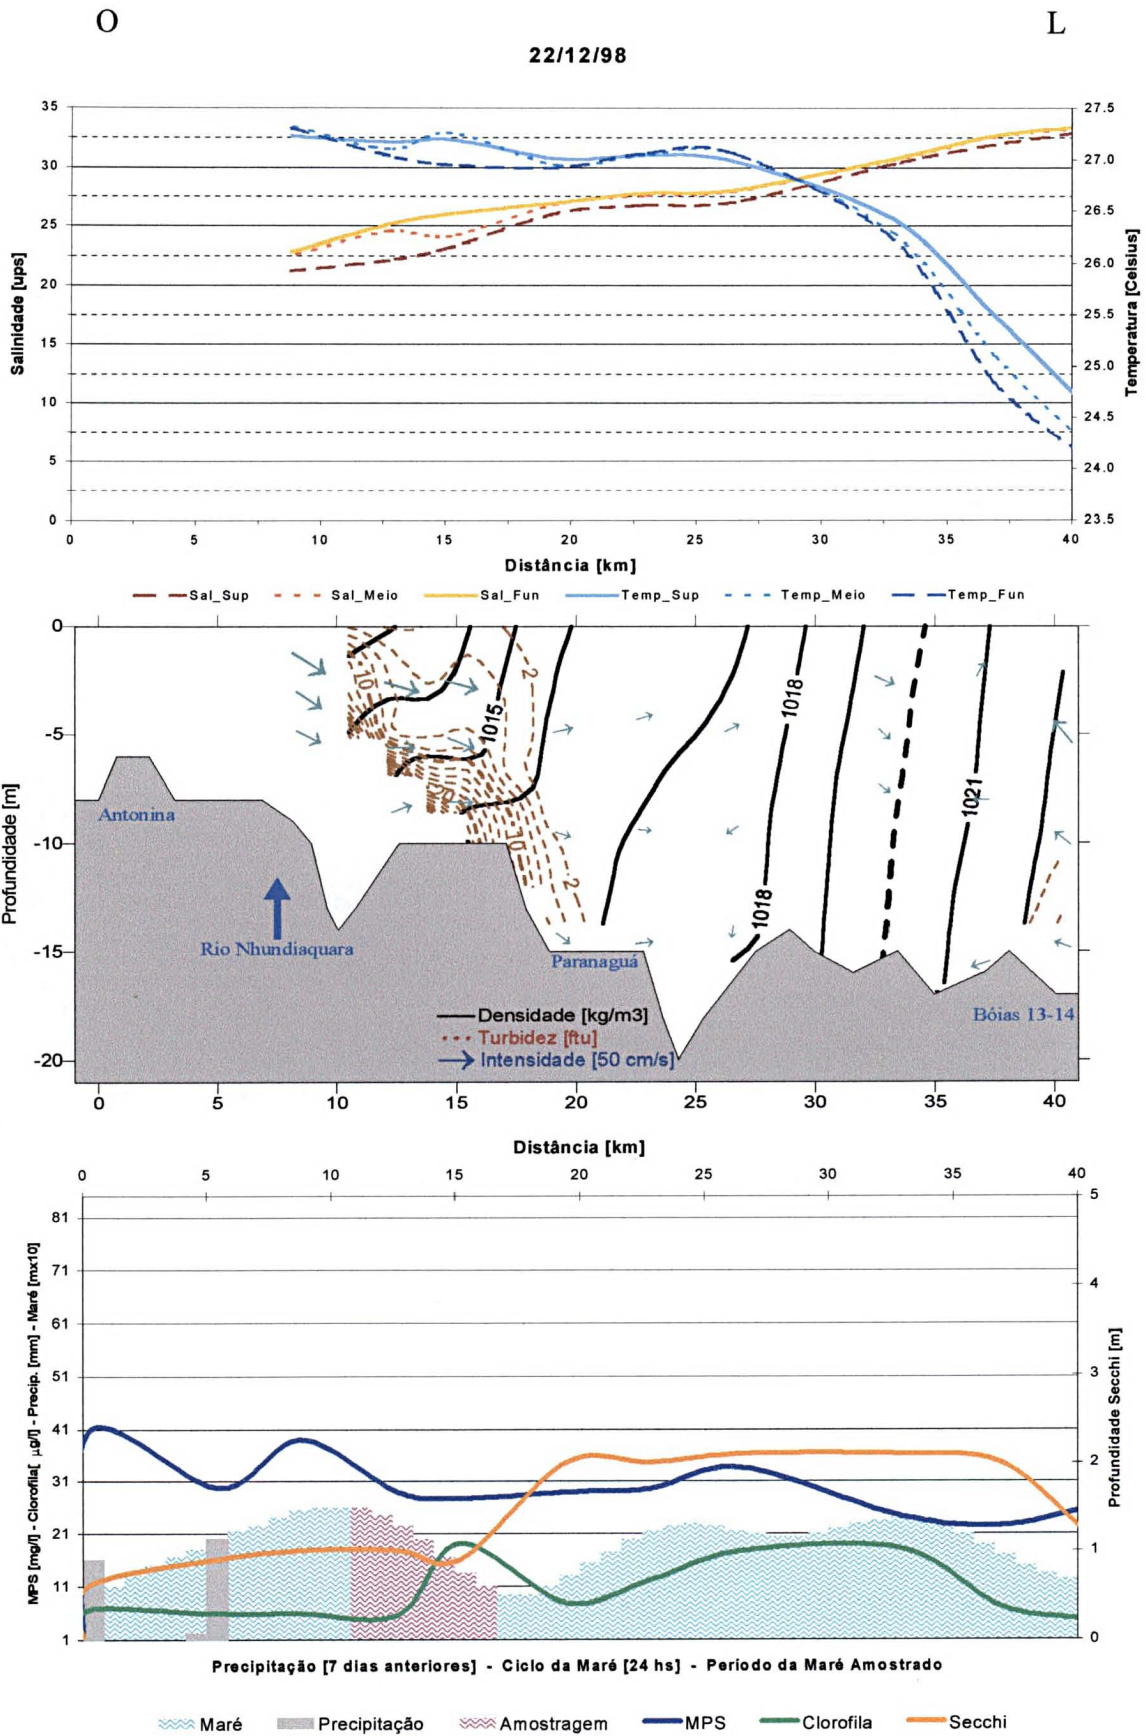 O L
22/12/98
35 27.5
30 27.0
25 26.5
20 26.0
15 25.5
10 25.0
5 24.5
0 24.0
23.5
Salinidade [ups]
Temperatura [Celsius]
0 5 10 15 20 25 30 35 40
Distância [km]
Sal_Sup Sal_Meio Sal_Fun Temp_Sup Temp_Meio Temp_Fun
0
-5
-10
-15
-20
Profundidade [m]
10
2
1015
1018
1021
10
2
1018
Antonina
Rio Nhundiaquara
Paranaguá
Bóias 13-14
Densidade [kg/m3]
Turbidez [ftu]
Intensidade [50 cm/s]
0 5 10 15 20 25 30 35 40
Distância [km]
0 5 10 15 20 25 30 35 40
81
71
61
51
41
31
21
11
1
MPS [mg/l] - Clorofila[ µg/l] - Precip. [mm] - Maré [mx10]
5
4
3
2
1
0
Profundidade Secchi [m]
Precipitação [7 dias anteriores] - Ciclo da Maré [24 hs] - Período da Maré Amostrado
Maré Precipitação Amostragem MPS Clorofila Secchi